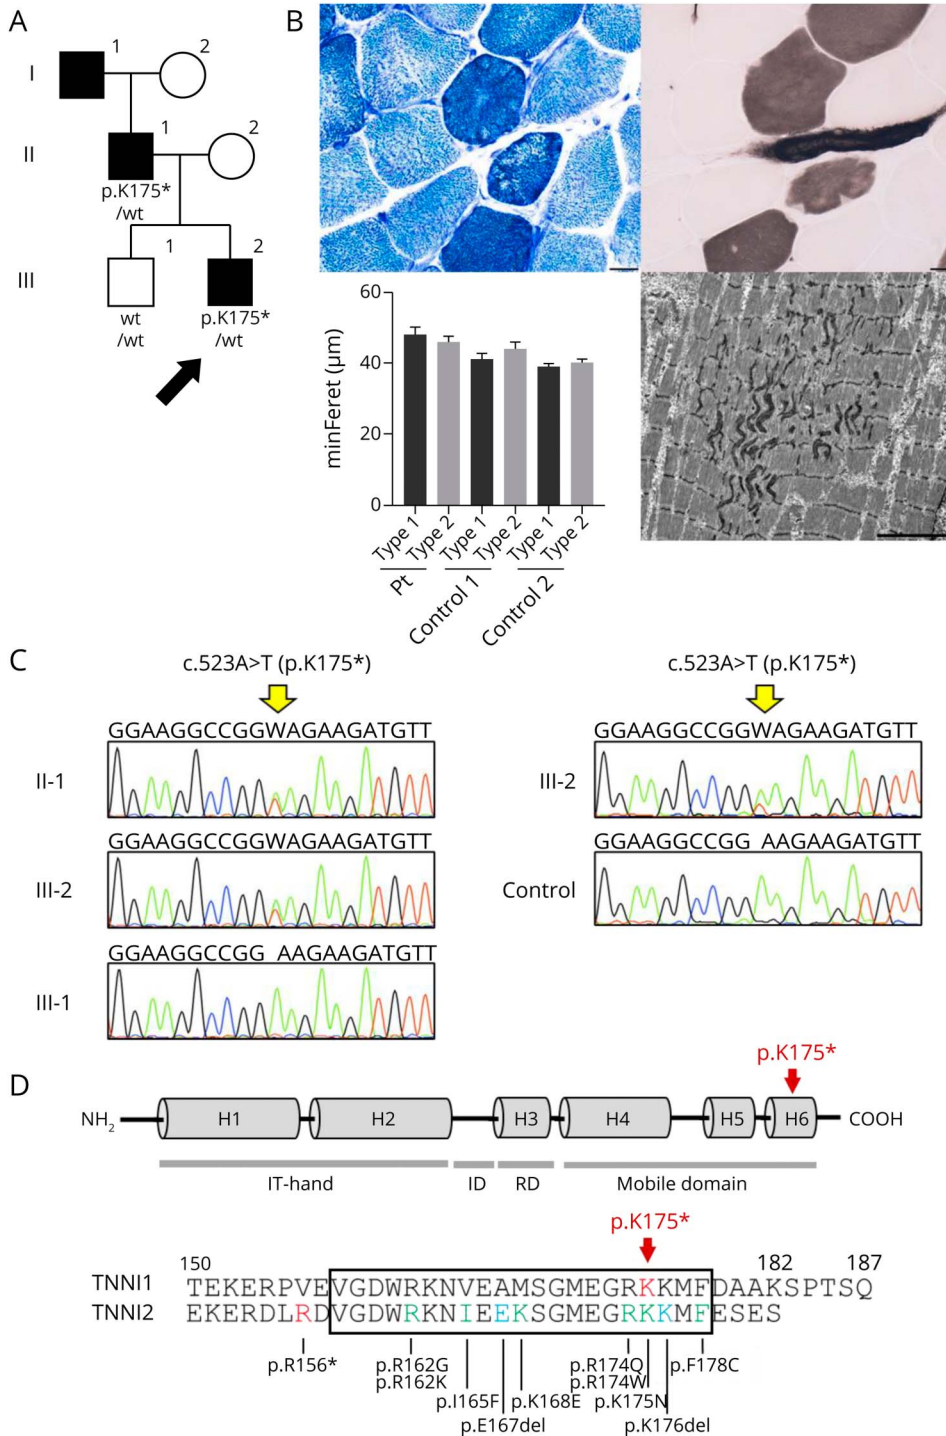 A
1
2
I
1
2
II
p.K175*
/wt
1
2
III
wt
/wt
p.K175*
/wt
B
60
40
20
0
minFeret (μm)
Type 1
Type 2
Type 1
Type 2
Type 1
Type 2
Pt
Control 1
Control 2
C
c.523A>T (p.K175*)
GGAAGGCCGGWAGAAGATGTT
II-1
GGAAGGCCGGWAGAAGATGTT
III-2
GGAAGGCCGG AAGAAGATGTT
III-1
c.523A>T (p.K175*)
GGAAGGCCGGWAGAAGATGTT
III-2
GGAAGGCCGG AAGAAGATGTT
Control
D
p.K175*
NH2 H1 H2 H3 H4 H5 H6 COOH
IT-hand ID RD Mobile domain
p.K175*
150 182 187
TNNI1 TEKERPVEVGDWRKNVEAMSGMEGRKKMFDAAKSPTSQ
TNNI2 EKERDLRDVGDWRKNIEEKSGMEGRKKMFESES
p.R156* p.R162G p.R174Q p.F178C
p.R162K p.R174W
p.I165F p.K168E p.K175N
p.E167del p.K176del